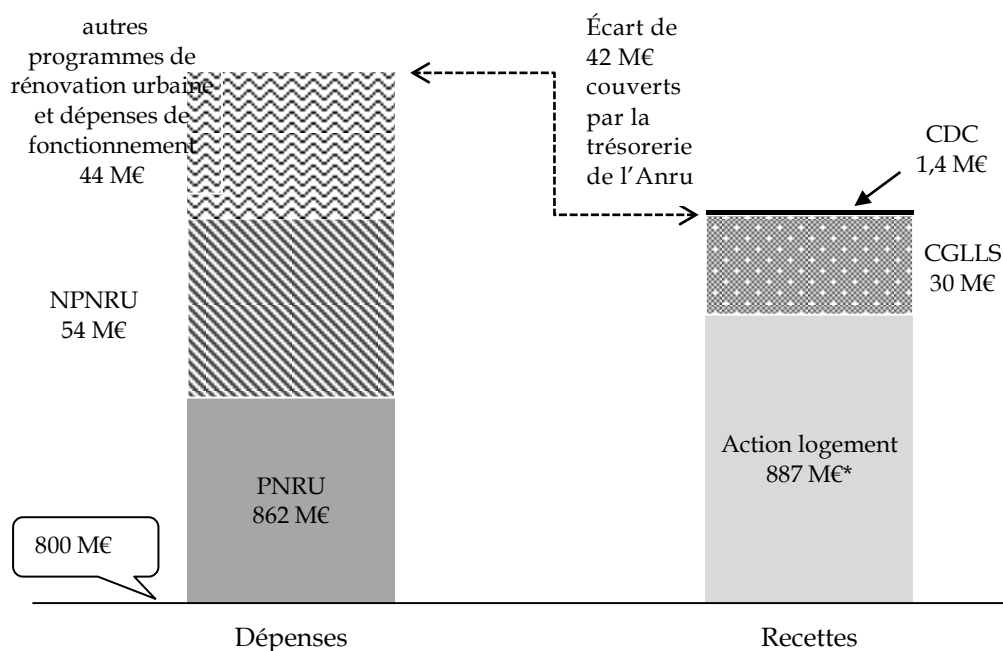 autres
programmes de
rénovation urbaine
et dépenses de
fonctionnement
44 M€
Écart de
42 M€
couverts
par la
trésorerie
de l’Anru
CDC
1,4 M€
CGLLS
30 M€
NPNRU
54 M€
Action logement
887 M€*
PNRU
862 M€
800 M€
Dépenses
Recettes